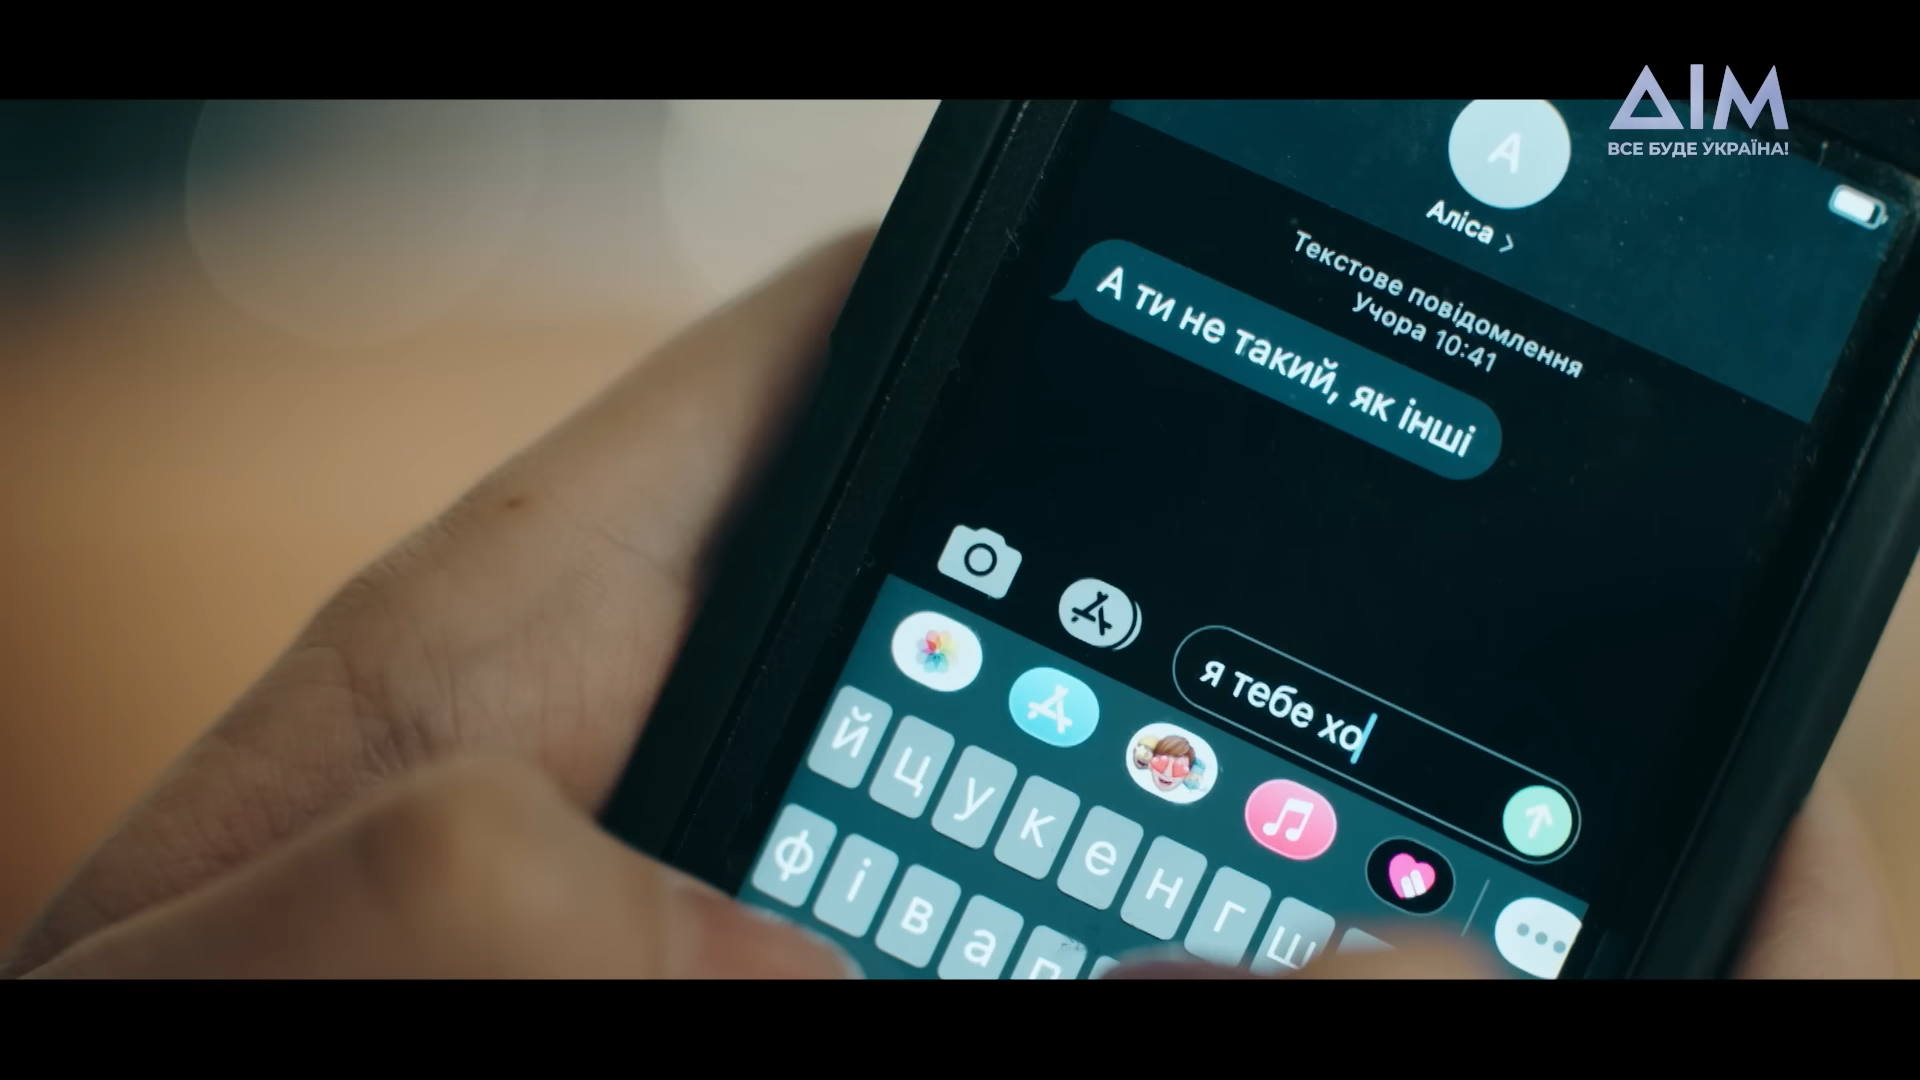 ДІМ
ВСЕ БУДЕ УКРАЇНА!
А
Аліса >
Текстове повідомлення
Учора 10:41
А ти не такий, як інші
я тебе хо
й ц у к е н г ш
ф і в а п